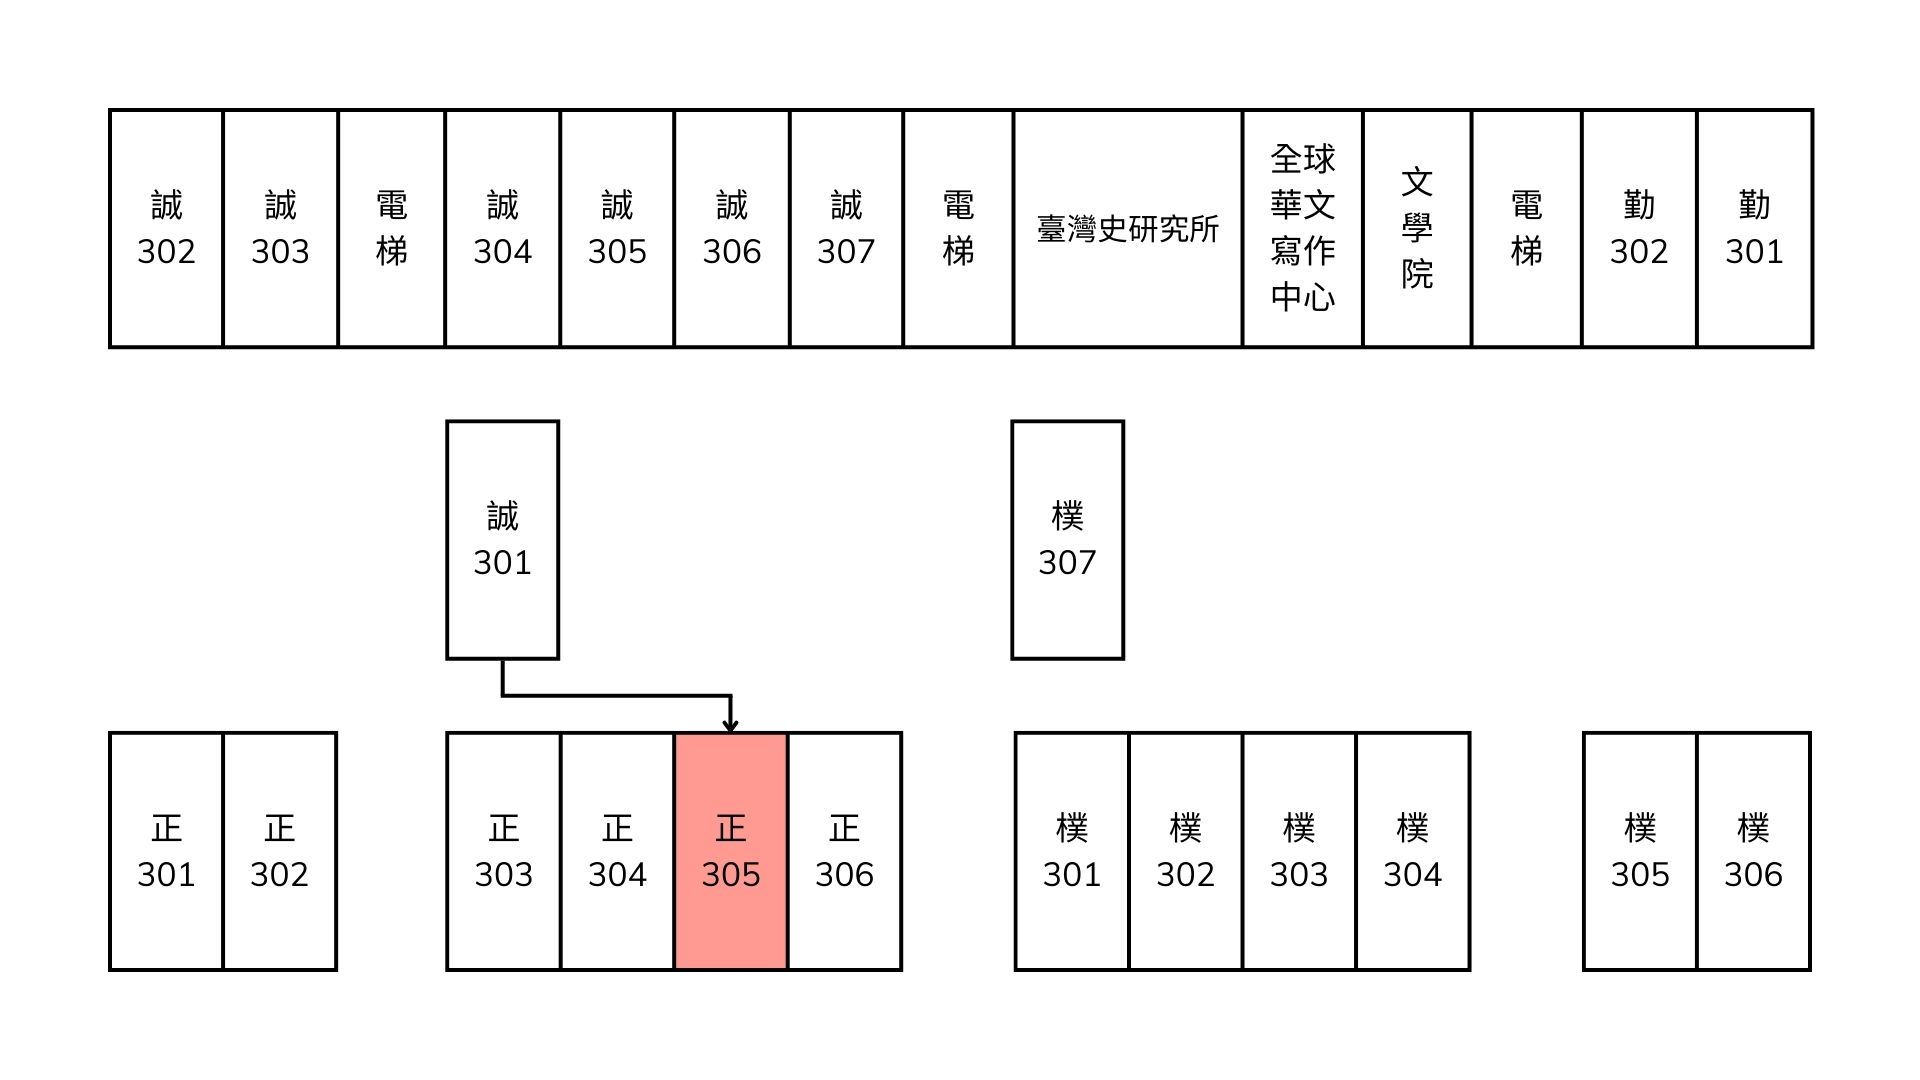 誠
302
誠
303
電
梯
誠
304
誠
305
誠
306
誠
307
電
梯
臺灣史研究所
全球
華文
寫作
中心
文
學
院
電
梯
勤
302
勤
301
誠
301
樸
307
正
301
正
302
正
303
正
304
正
305
正
306
樸
301
樸
302
樸
303
樸
304
樸
305
樸
306